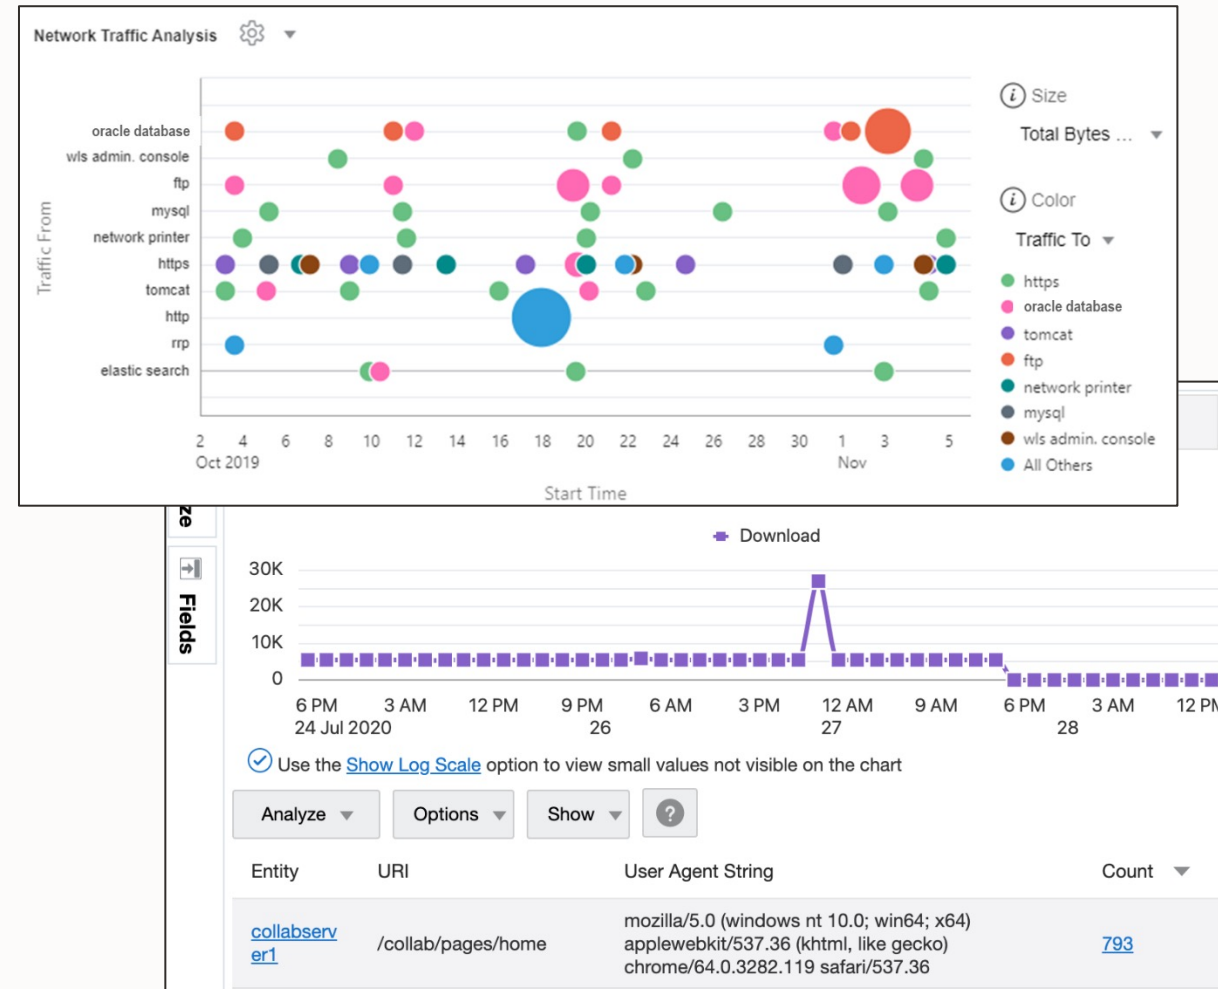 Network Traffic Analysis
Size
Total Bytes ...
Color
Traffic To
https
oracle database
tomcat
ftp
network printer
mysql
wls admin. console
All Others
Traffic From
oracle database
wls admin. console
ftp
mysql
network printer
https
tomcat
http
rrp
elastic search
2 4 6 8 10 12 14 16 18 20 22 24 26 28 30 1 3 5
Oct 2019 Nov
Start Time
ze
Fields
Download
30K
20K
10K
0
6 PM 3 AM 12 PM 9 PM 6 AM 3 PM 12 AM 9 AM 6 PM 3 AM 12 PM
24 Jul 2020 26 27 28
Use the Show Log Scale option to view small values not visible on the chart
Analyze Options Show ?
Entity URI User Agent String Count
collabserv
er1
/collab/pages/home
mozilla/5.0 (windows nt 10.0; win64; x64)
applewebkit/537.36 (khtml, like gecko)
chrome/64.0.3282.119 safari/537.36
793